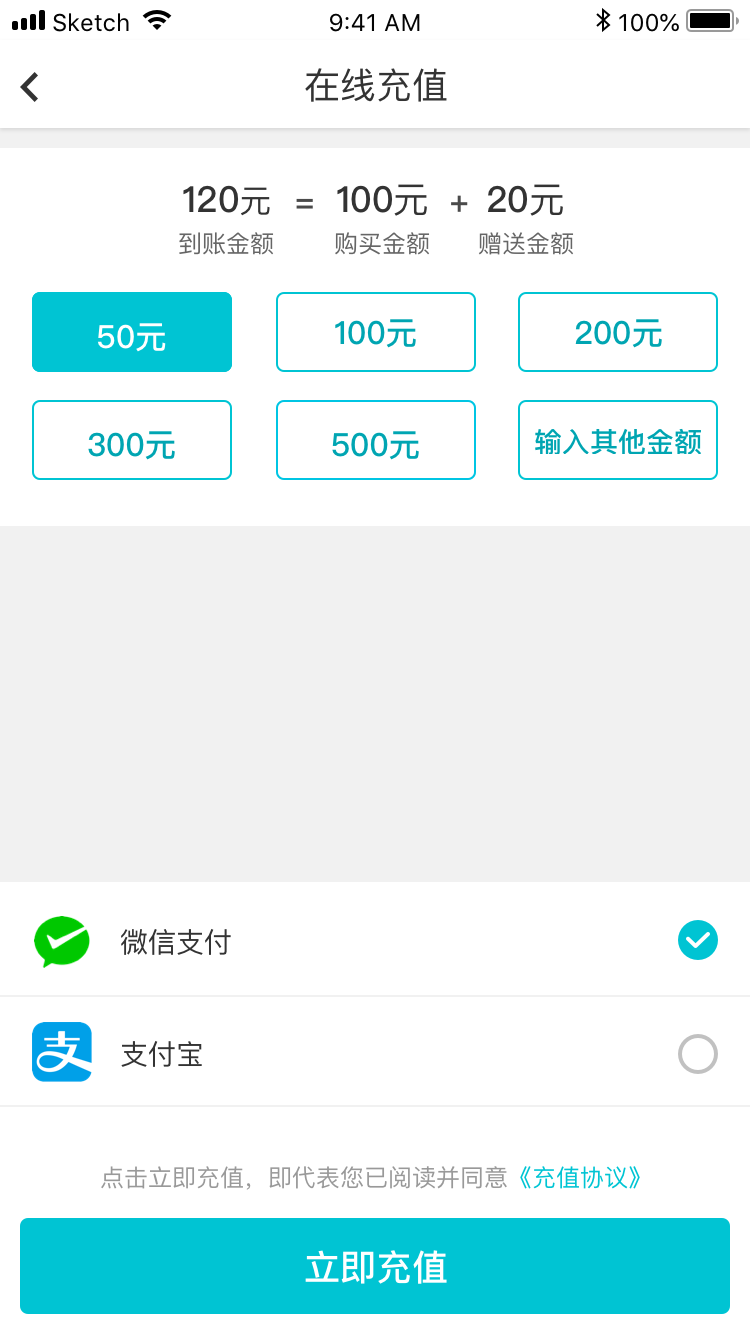 Sketch 9:41 AM 100%
在线充值
120元 = 100元 + 20元
到账金额 购买金额 赠送金额
50元 100元 200元
300元 500元 输入其他金额
微信支付
支 支付宝
点击立即充值，即代表您已阅读并同意《充值协议》
立即充值